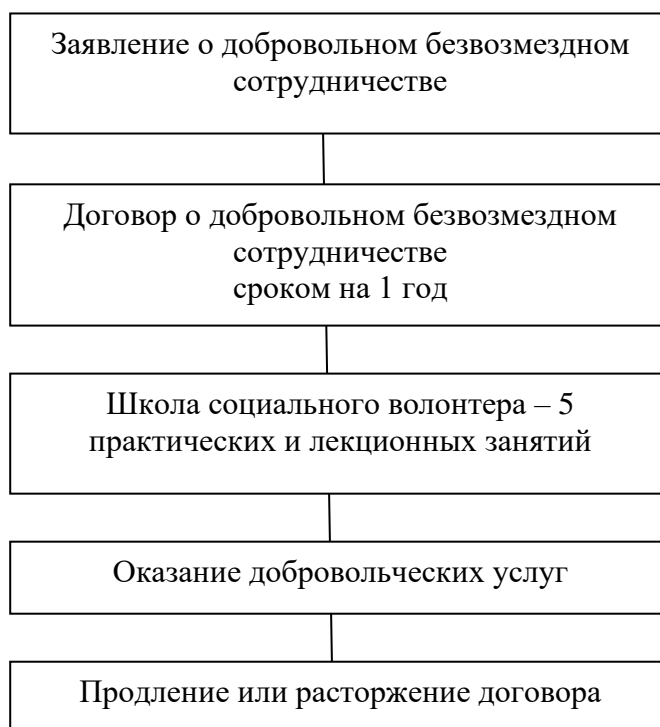 Заявление о добровольном безвозмездном
сотрудничестве
Договор о добровольном безвозмездном
сотрудничестве
сроком на 1 год
Школа социального волонтера – 5
практических и лекционных занятий
Оказание добровольческих услуг
Продление или расторжение договора